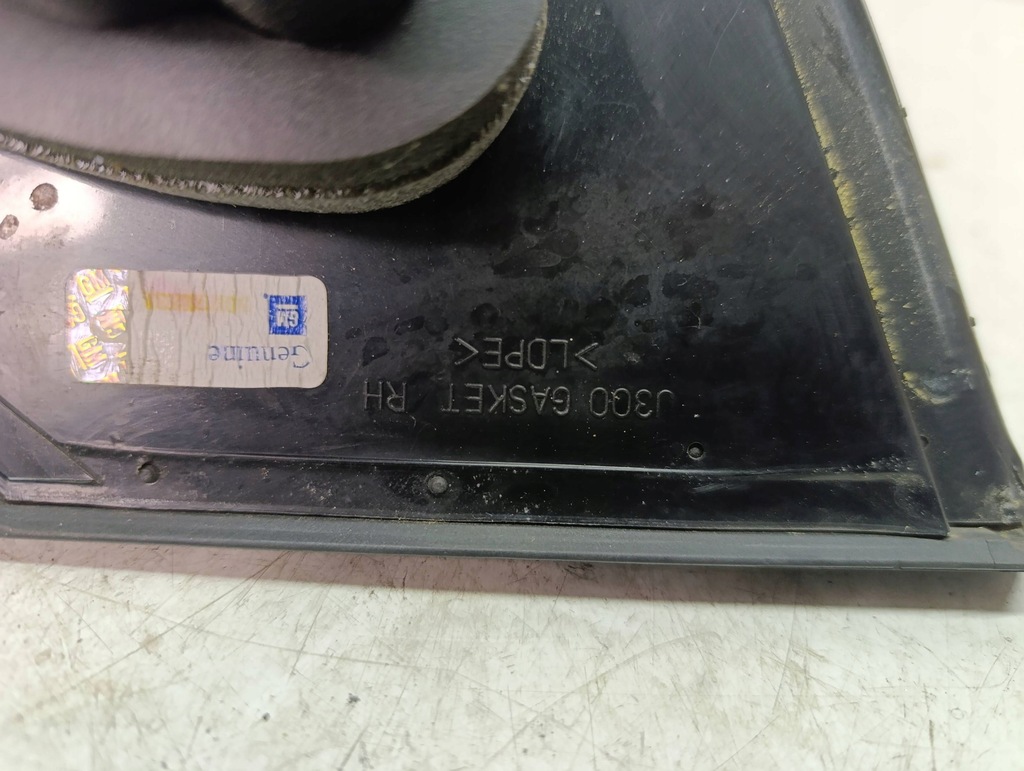 J300 GASKET RH
>LDPE<
Genuine
GM